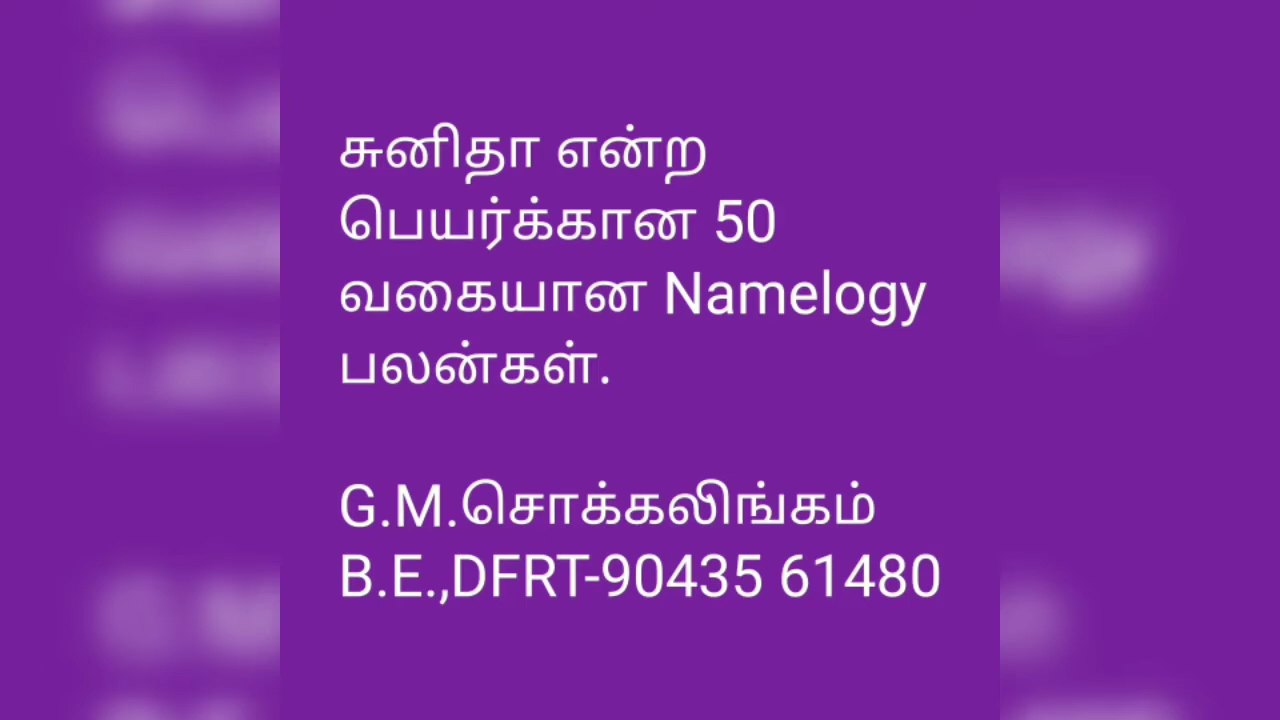 சுனிதா என்ற
பெயர்க்கான 50
வகையான Namelogy
பலன்கள்.
G.M.சொக்கலிங்கம்
B.E.,DFRT-90435 61480